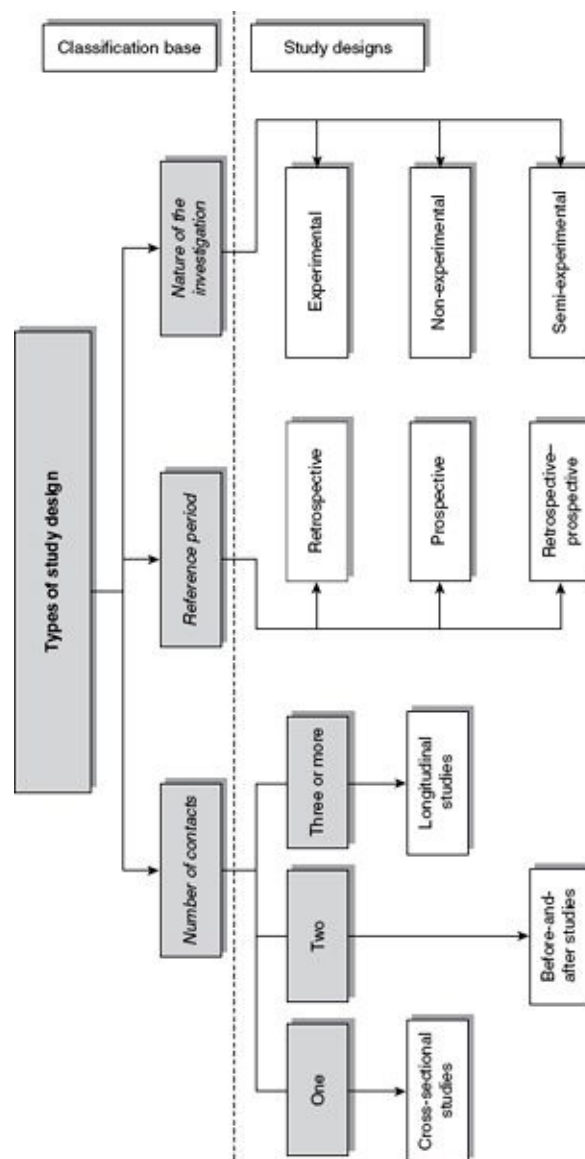 Types of study design
Number of contacts
Reference period
Nature of the
investigation
Classification base
One
Two
Three or more
Study designs
Cross-sectional
studies
Before-and-
after studies
Longitudinal
studies
Retrospective
Prospective
Retrospective–
prospective
Experimental
Non-experimental
Semi-experimental